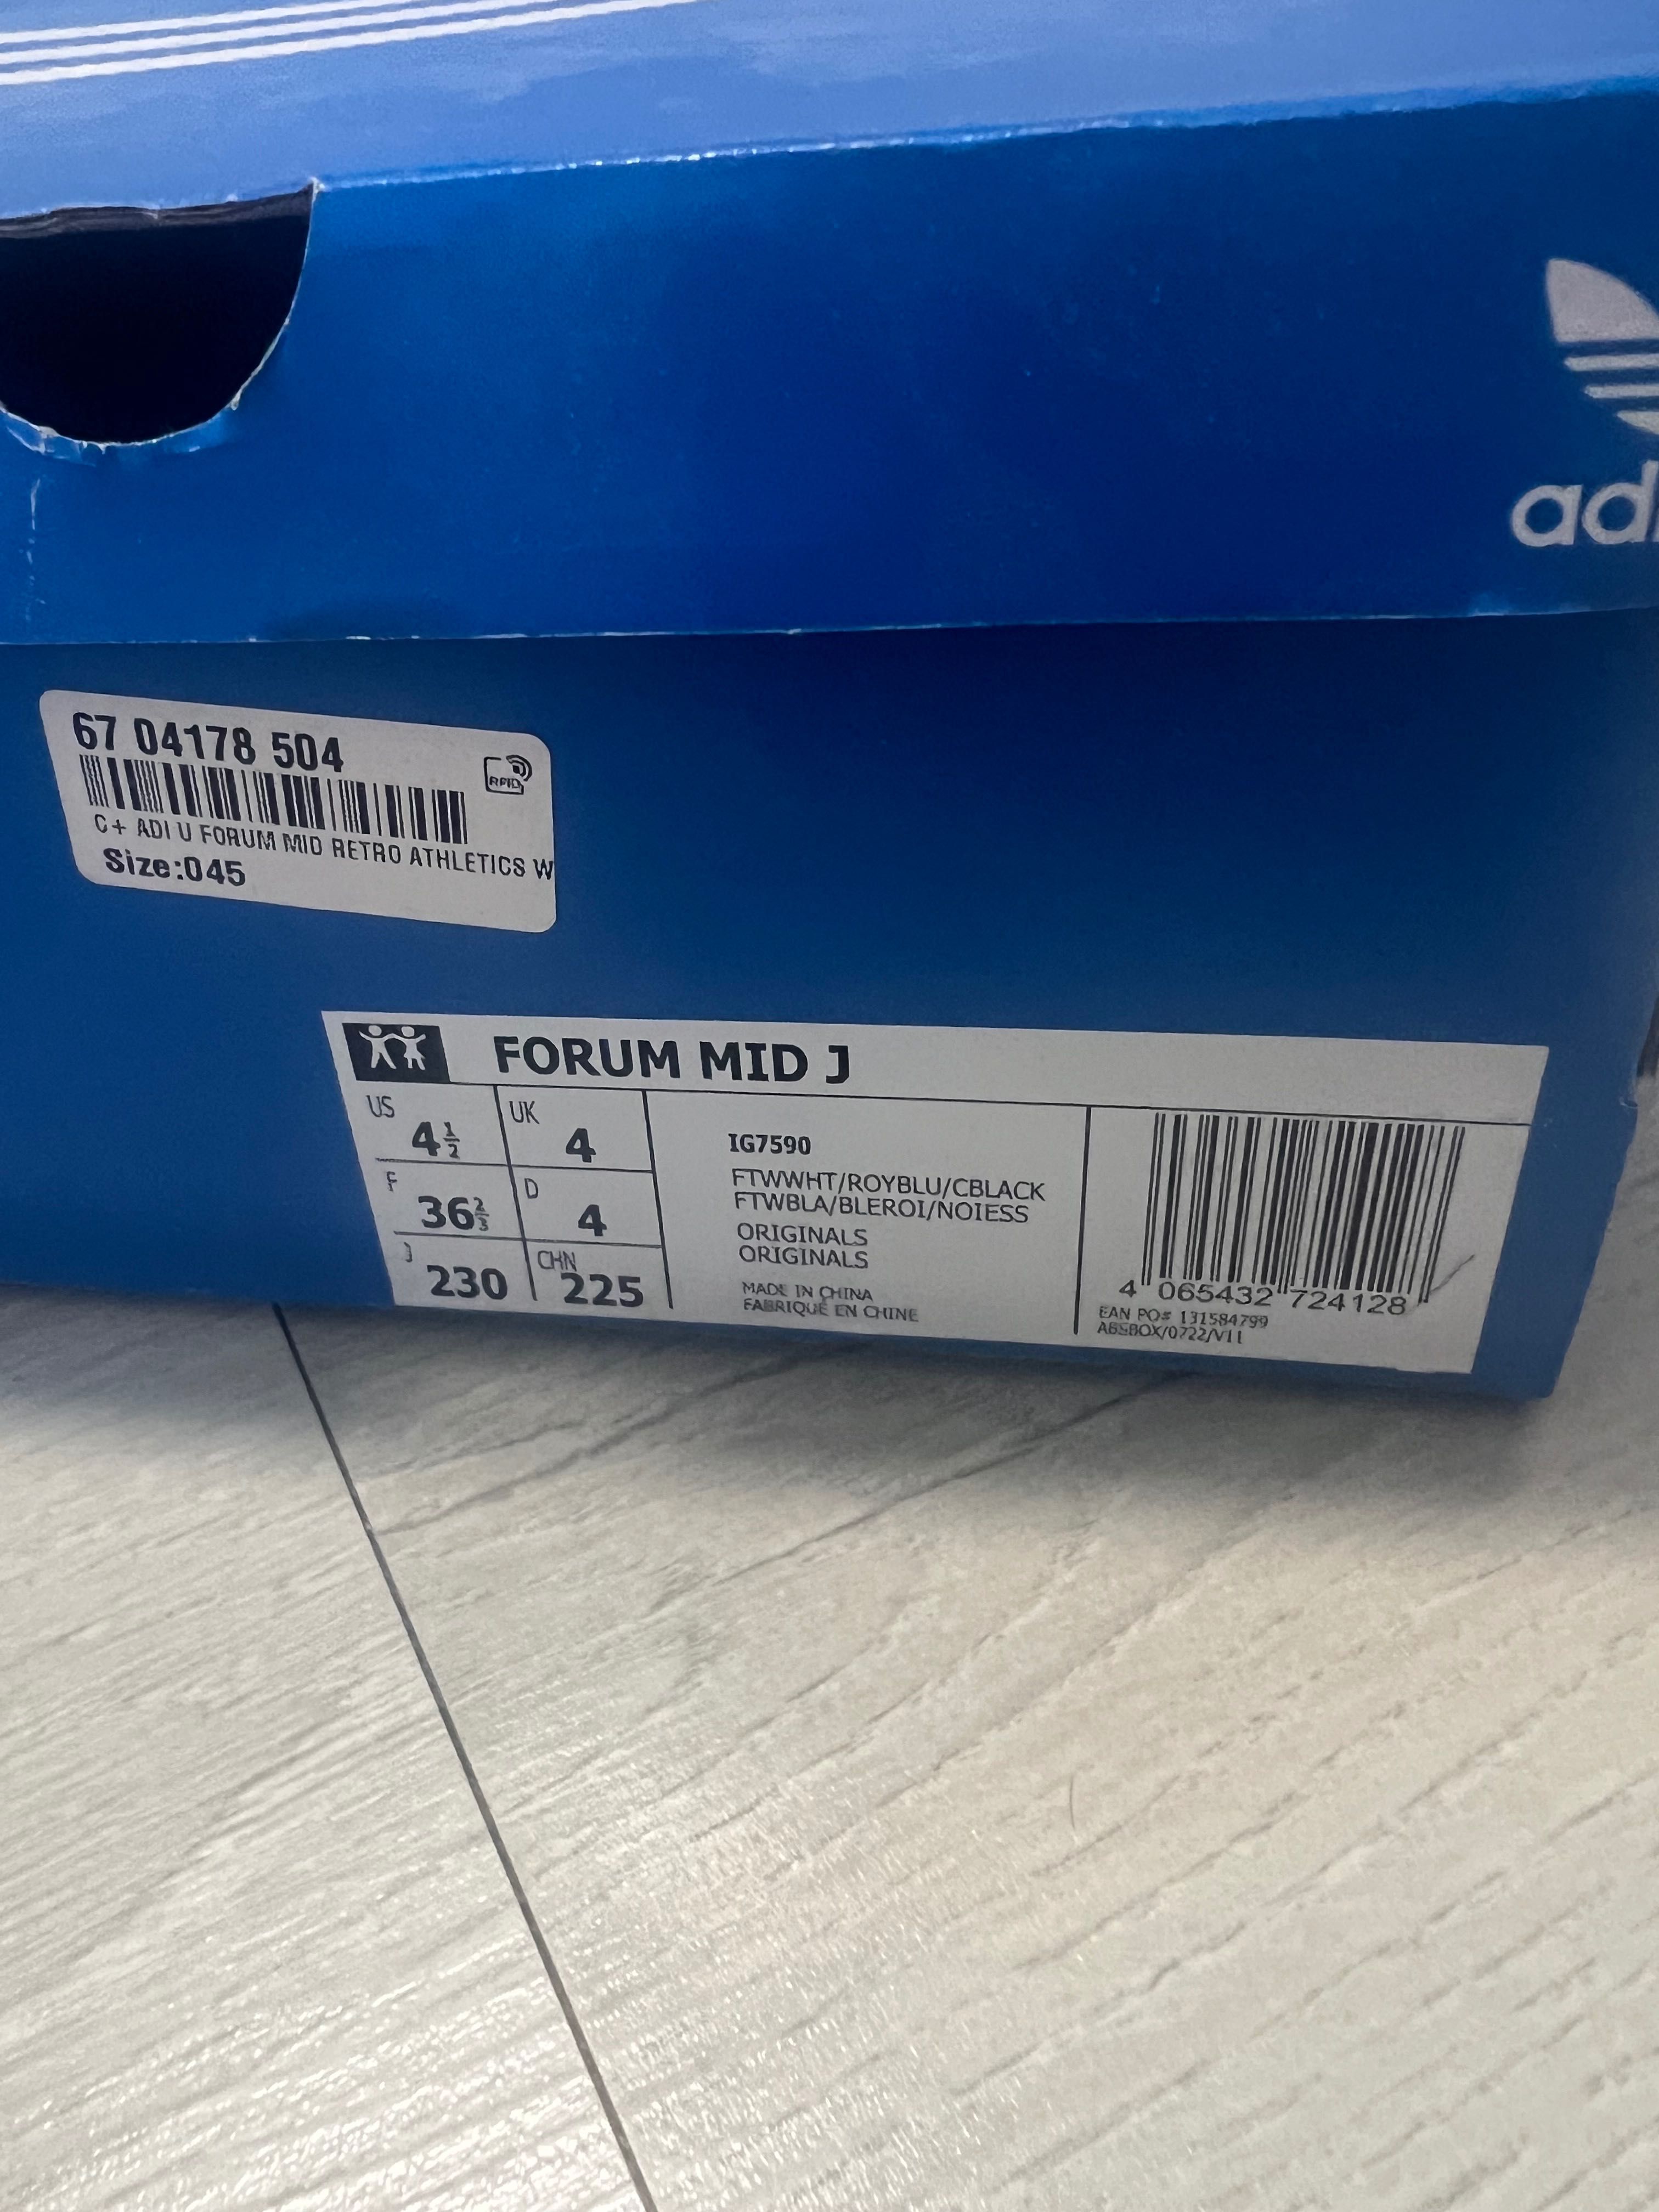 adi
67 04178 504
RFID
C+ ADI U FORUM MID RETRO ATHLETICS W
Size:045
FORUM MID J
US 4½ UK 4
F 36⅔ D 4
J 230 CHN 225
IG7590
FTWWHT/ROYBLU/CBLACK
FTWBLA/BLEROI/NOIESS
ORIGINALS
ORIGINALS
MADE IN CHINA
FABRIQUÉ EN CHINE
4 065432 724128
EAN PO# 131584799
ABSBOX/0722/V11